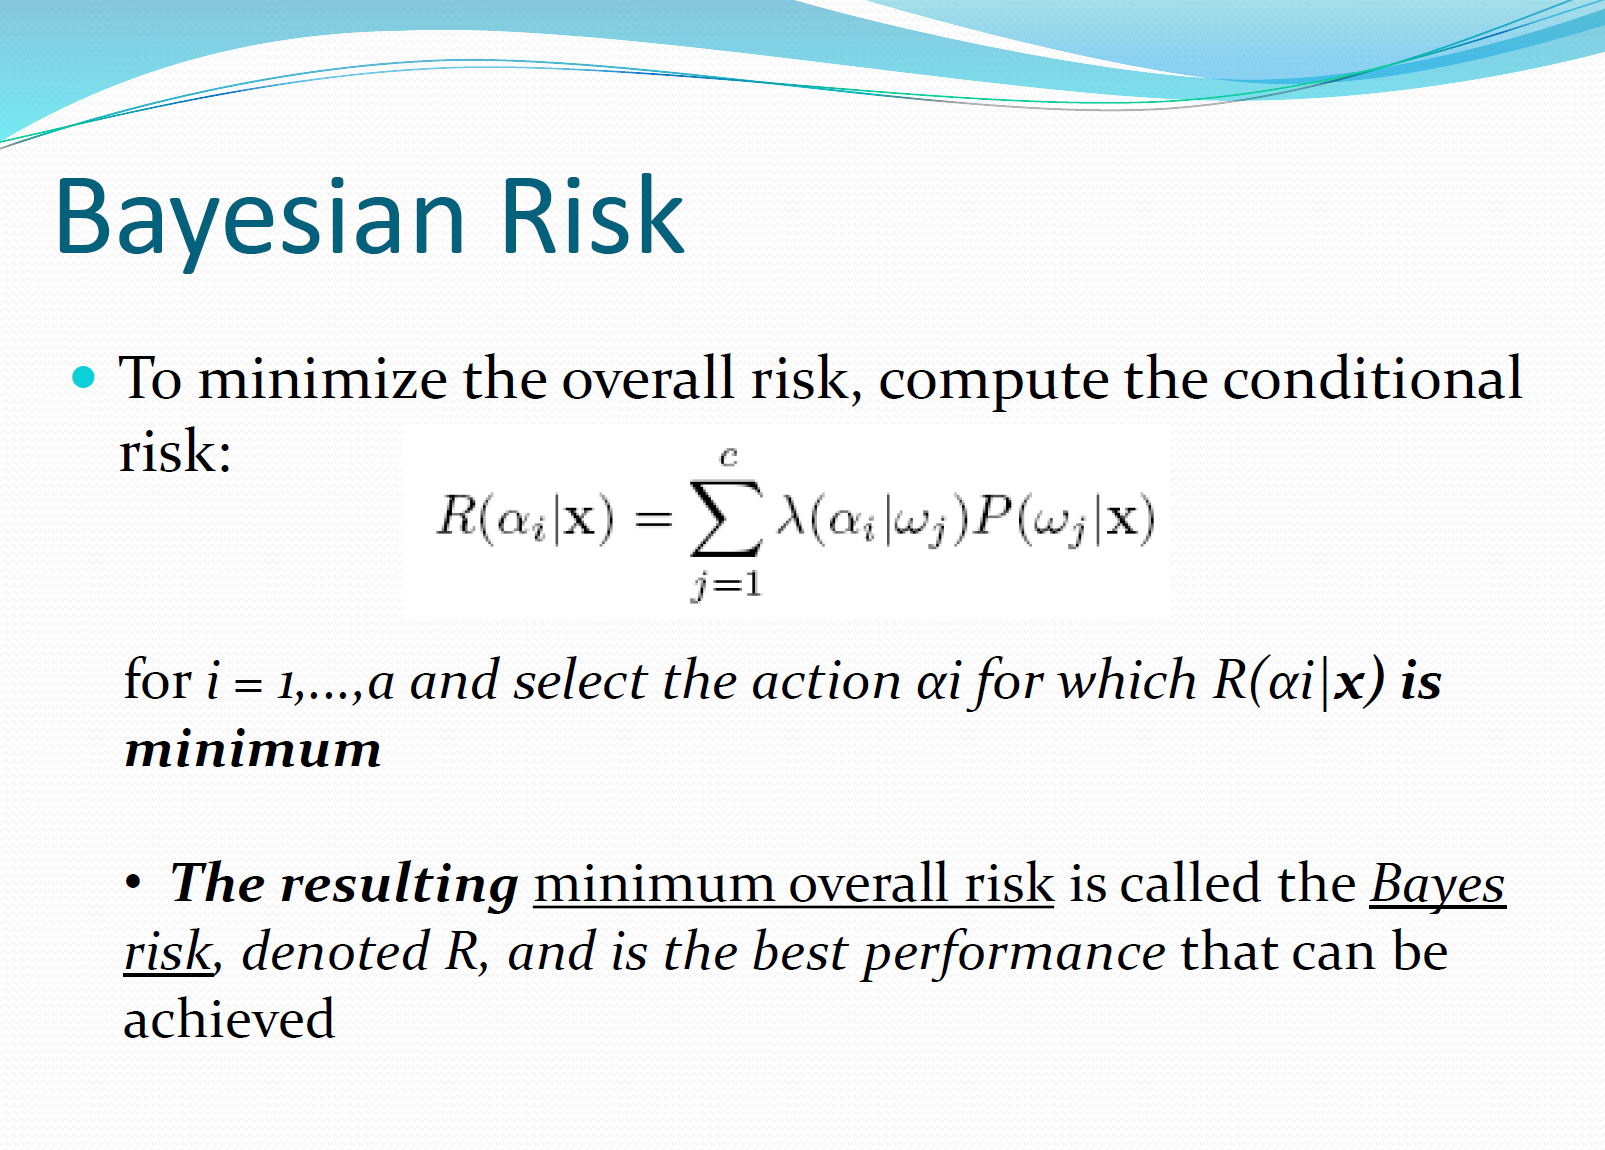 Bayesian Risk
• To minimize the overall risk, compute the conditional
risk:
R(αᵢ|x) = ∑_{j=1}^{c} λ(αᵢ|ωⱼ)P(ωⱼ|x)
for i = 1,...,a and select the action αi for which R(αi|x) is
minimum
• The resulting minimum overall risk is called the Bayes
risk, denoted R, and is the best performance that can be
achieved